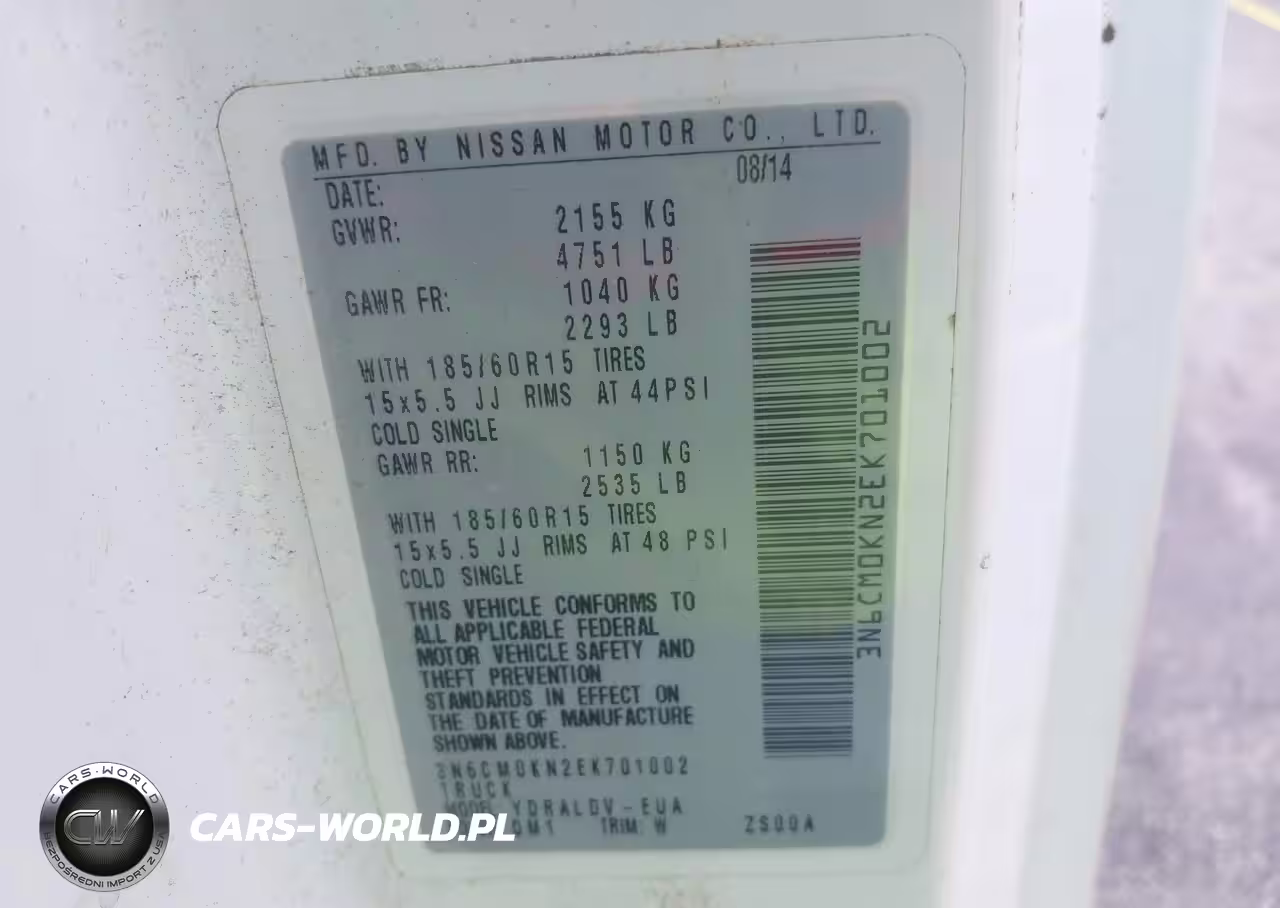 MFD. BY NISSAN MOTOR CO., LTD.
DATE: 08/14
GVWR: 2155 KG
4751 LB
GAWR FR: 1040 KG
2293 LB
WITH 185/60R15 TIRES
15x5.5 JJ RIMS AT 44PSI
COLD SINGLE
GAWR RR: 1150 KG
2535 LB
WITH 185/60R15 TIRES
15x5.5 JJ RIMS AT 48 PSI
COLD SINGLE
THIS VEHICLE CONFORMS TO
ALL APPLICABLE FEDERAL
MOTOR VEHICLE SAFETY AND
THEFT PREVENTION
STANDARDS IN EFFECT ON
THE DATE OF MANUFACTURE
SHOWN ABOVE.
3N6CM0KN2EK701002
TRUCK
MODEL YDRALDV-EUA
QM1 TRIM: W ZS00A
3N6CM0KN2EK701002
CARS-WORLD
CW
BEZPOŚREDNI IMPORT Z USA
CARS-WORLD.PL